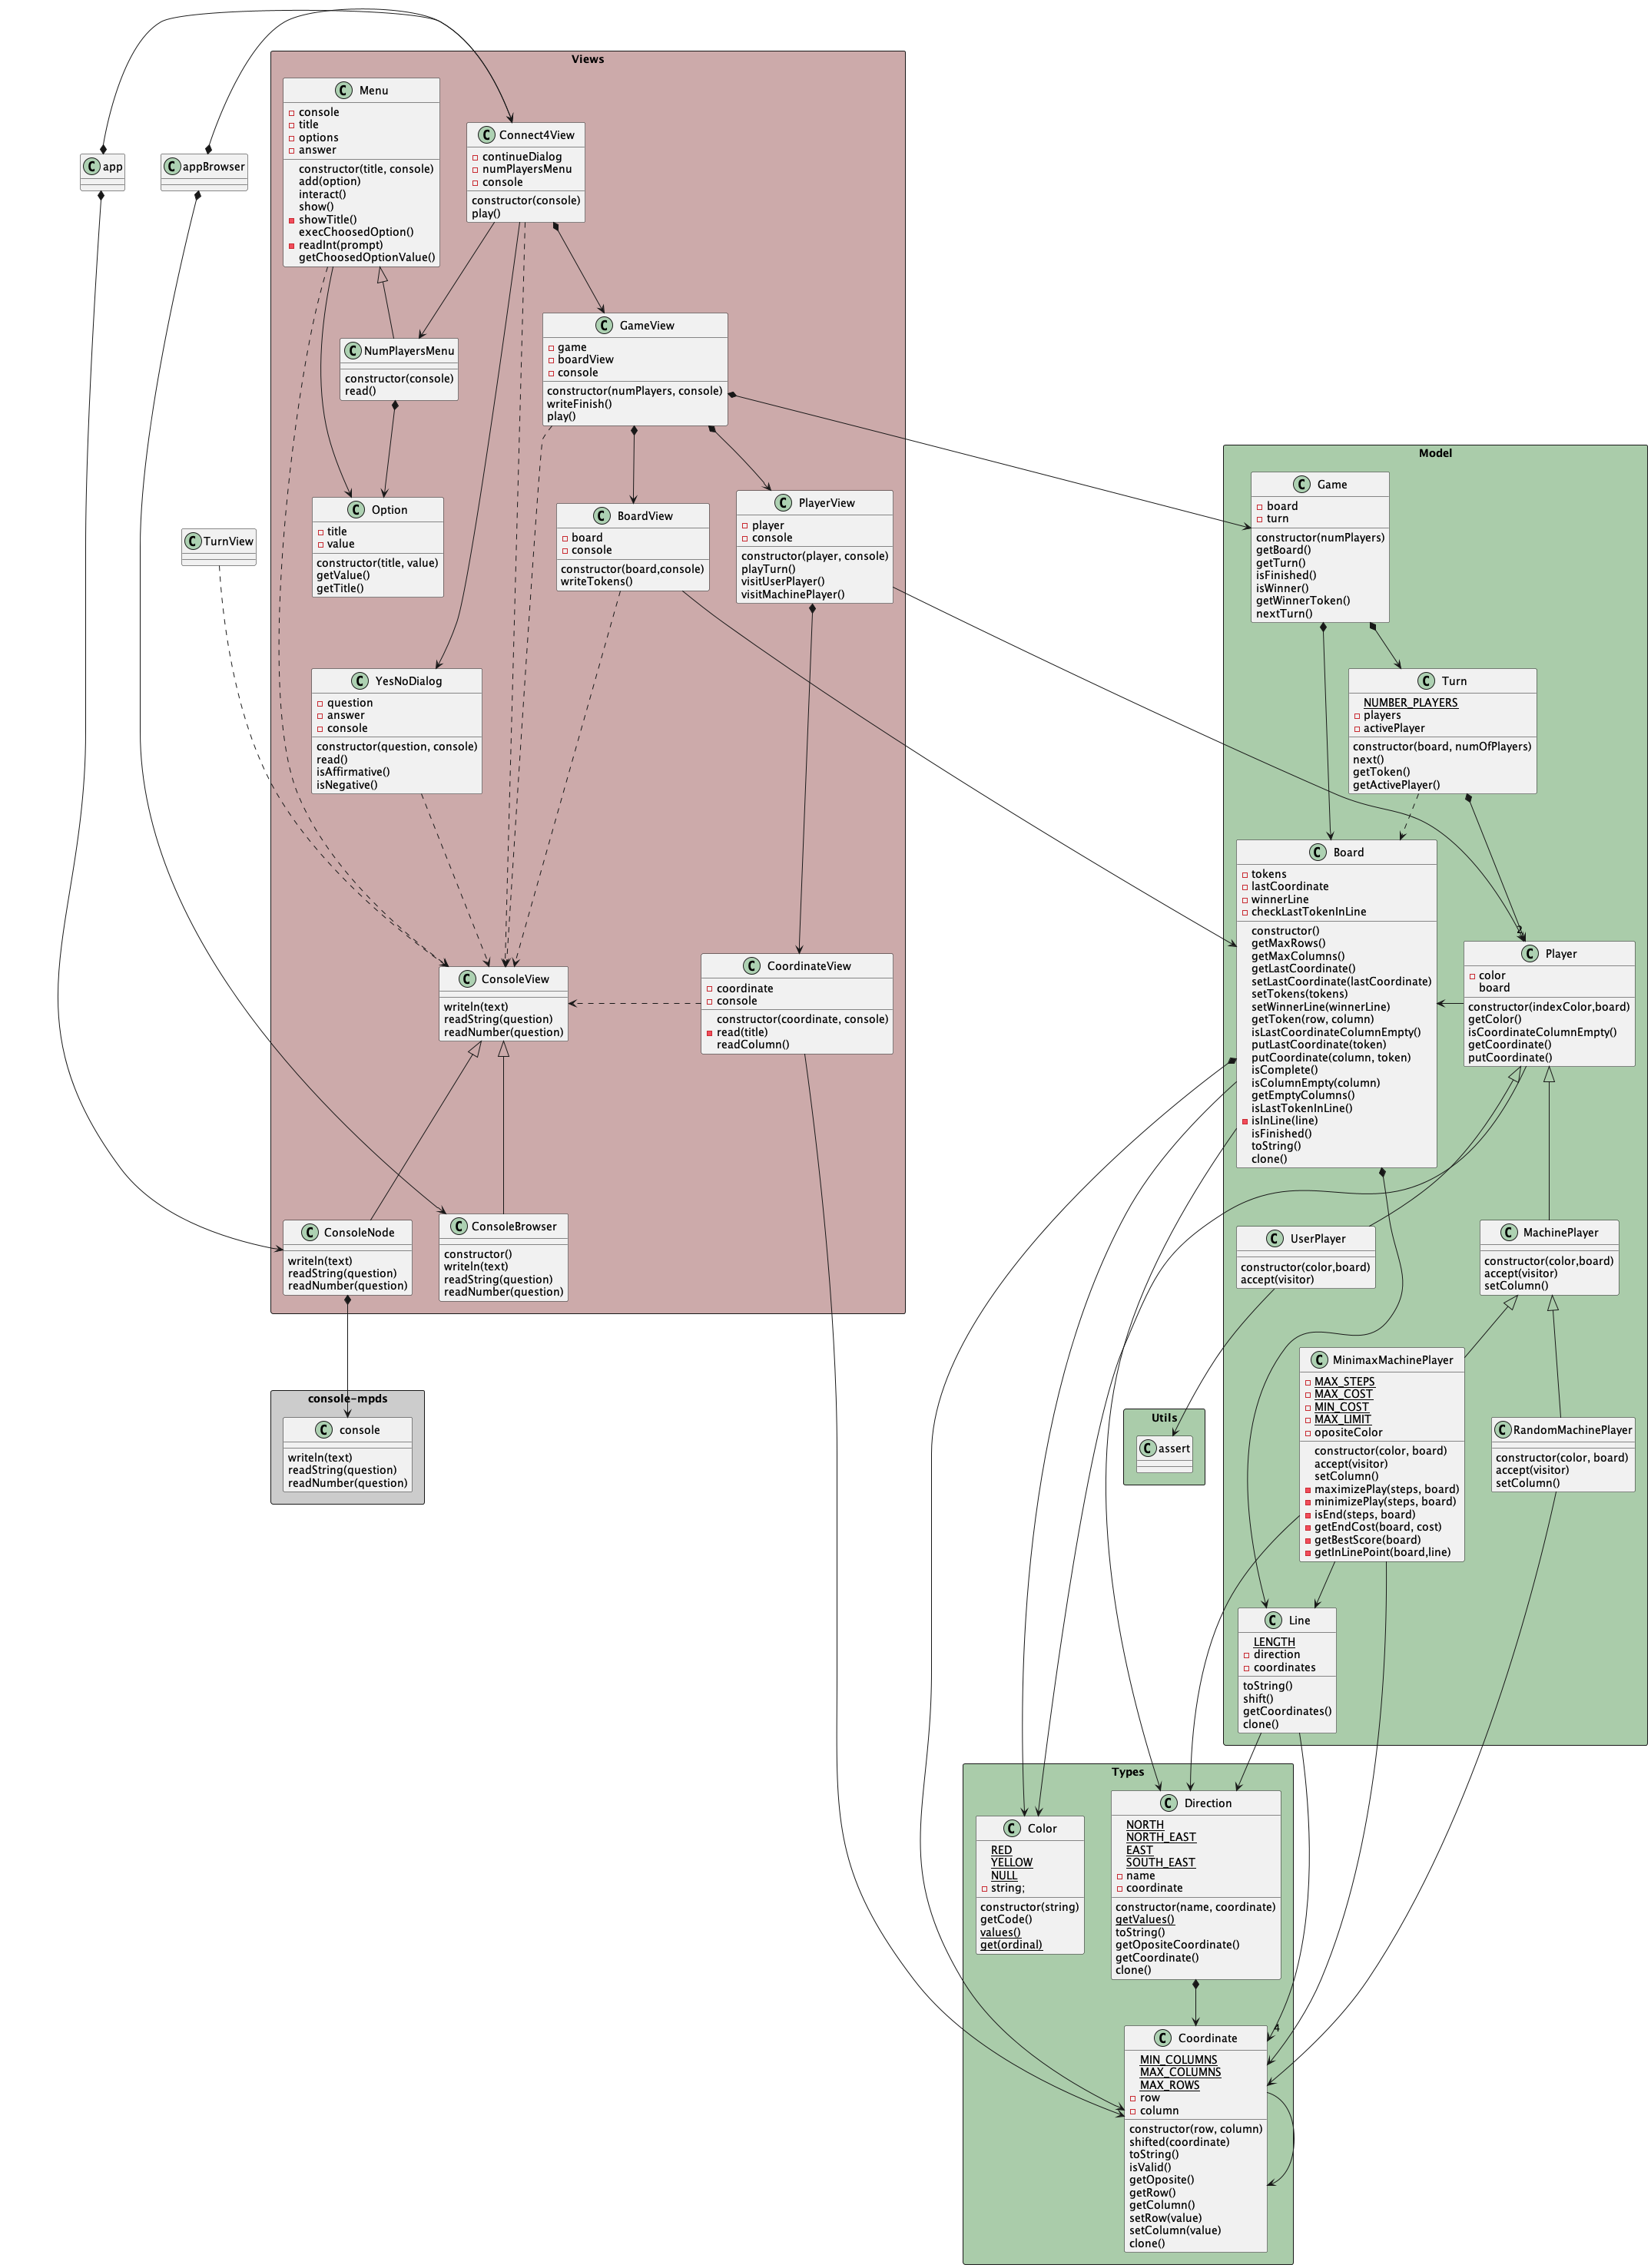 Views
C Menu
console
title
options
answer
constructor(title, console)
add(option)
interact()
show()
showTitle()
execChoosedOption()
readInt(prompt)
getChoosedOptionValue()
C Connect4View
continueDialog
numPlayersMenu
console
constructor(console)
play()
C app
C appBrowser
C GameView
game
boardView
console
constructor(numPlayers, console)
writeFinish()
play()
C NumPlayersMenu
constructor(console)
read()
C Option
title
value
constructor(title, value)
getValue()
getTitle()
C TurnView
C BoardView
board
console
constructor(board,console)
writeTokens()
C PlayerView
player
console
constructor(player, console)
playTurn()
visitUserPlayer()
visitMachinePlayer()
C YesNoDialog
question
answer
console
constructor(question, console)
read()
isAffirmative()
isNegative()
C ConsoleView
writeln(text)
readString(question)
readNumber(question)
C CoordinateView
coordinate
console
constructor(coordinate, console)
read(title)
readColumn()
C ConsoleNode
writeln(text)
readString(question)
readNumber(question)
C ConsoleBrowser
constructor()
writeln(text)
readString(question)
readNumber(question)
console-mpds
C console
writeln(text)
readString(question)
readNumber(question)
Model
C Game
board
turn
constructor(numPlayers)
getBoard()
getTurn()
isFinished()
isWinner()
getWinnerToken()
nextTurn()
C Turn
NUMBER_PLAYERS
players
activePlayer
constructor(board, numOfPlayers)
next()
getToken()
getActivePlayer()
C Board
tokens
lastCoordinate
winnerLine
checkLastTokenInLine
constructor()
getMaxRows()
getMaxColumns()
getLastCoordinate()
setLastCoordinate(lastCoordinate)
setTokens(tokens)
setWinnerLine(winnerLine)
getToken(row, column)
isLastCoordinateColumnEmpty()
putLastCoordinate(token)
putCoordinate(column, token)
isComplete()
isColumnEmpty(column)
getEmptyColumns()
isLastTokenInLine()
isInLine(line)
isFinished()
toString()
clone()
2
C Player
color
board
constructor(indexColor,board)
getColor()
isCoordinateColumnEmpty()
getCoordinate()
putCoordinate()
C UserPlayer
constructor(color,board)
accept(visitor)
C MachinePlayer
constructor(color,board)
accept(visitor)
setColumn()
C MinimaxMachinePlayer
MAX_STEPS
MAX_COST
MIN_COST
MAX_LIMIT
opositeColor
constructor(color, board)
accept(visitor)
setColumn()
maximizePlay(steps, board)
minimizePlay(steps, board)
isEnd(steps, board)
getEndCost(board, cost)
getBestScore(board)
getInLinePoint(board,line)
C RandomMachinePlayer
constructor(color, board)
accept(visitor)
setColumn()
Utils
C assert
C Line
LENGTH
direction
coordinates
toString()
shift()
getCoordinates()
clone()
Types
C Color
RED
YELLOW
NULL
string;
constructor(string)
getCode()
values()
get(ordinal)
C Direction
NORTH
NORTH_EAST
EAST
SOUTH_EAST
name
coordinate
constructor(name, coordinate)
getValues()
toString()
getOpositeCoordinate()
getCoordinate()
clone()
4
C Coordinate
MIN_COLUMNS
MAX_COLUMNS
MAX_ROWS
row
column
constructor(row, column)
shifted(coordinate)
toString()
isValid()
getOposite()
getRow()
getColumn()
setRow(value)
setColumn(value)
clone()